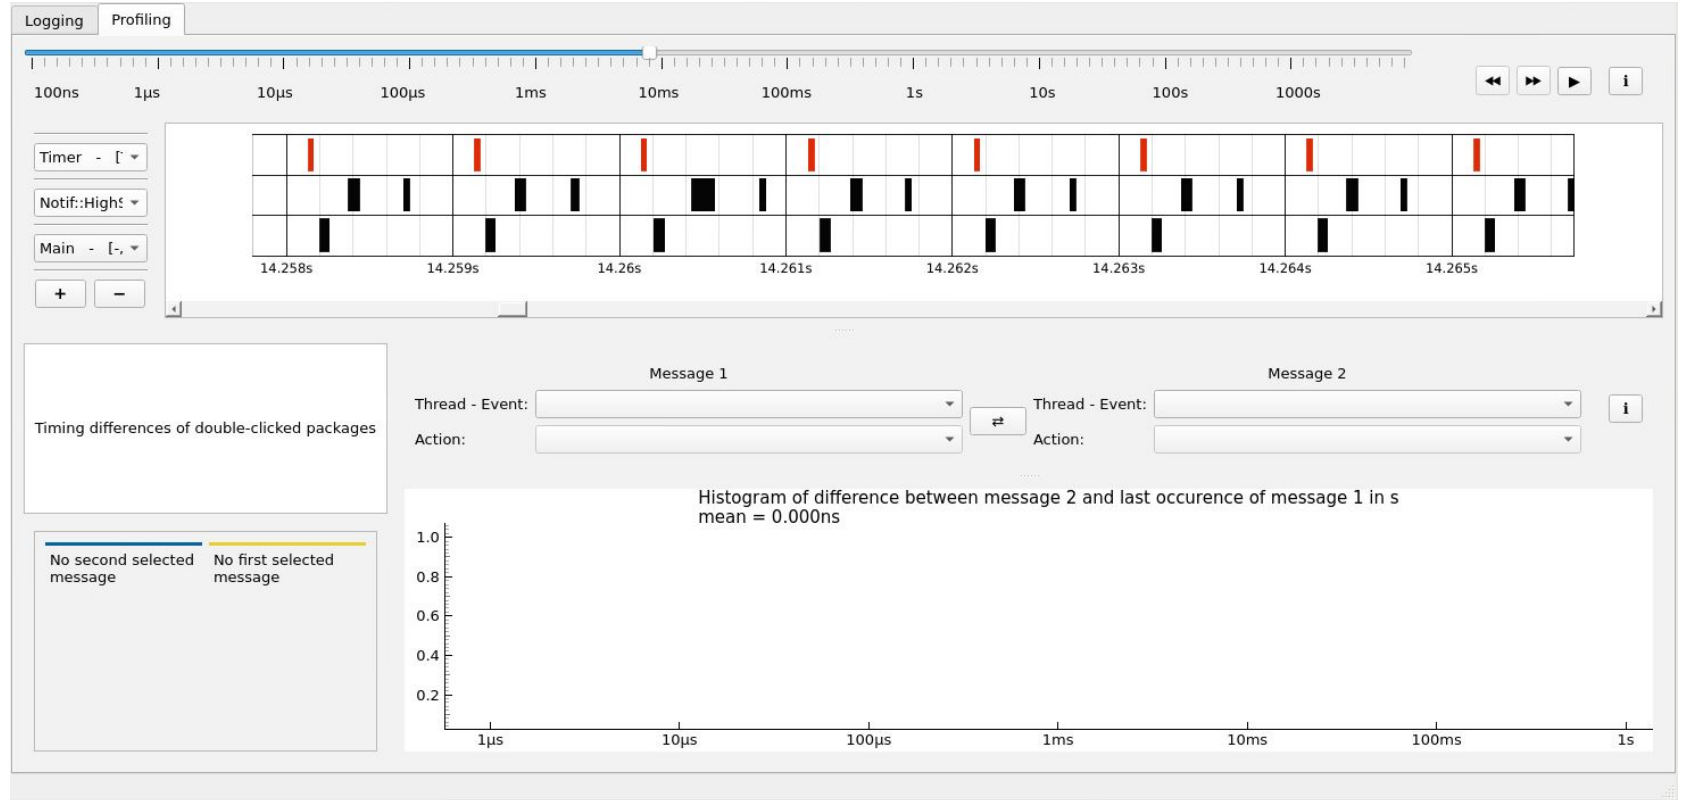 Logging Profiling
100ns 1µs 10µs 100µs 1ms 10ms 100ms 1s 10s 100s 1000s
Timer - [
Notif::High
Main - [-,
+ −
14.258s 14.259s 14.26s 14.261s 14.262s 14.263s 14.264s 14.265s
Message 1 Message 2
Thread - Event: Thread - Event:
Action: Action:
Timing differences of double-clicked packages
No second selected message
No first selected message
Histogram of difference between message 2 and last occurence of message 1 in s
mean = 0.000ns
1.0
0.8
0.6
0.4
0.2
1µs 10µs 100µs 1ms 10ms 100ms 1s